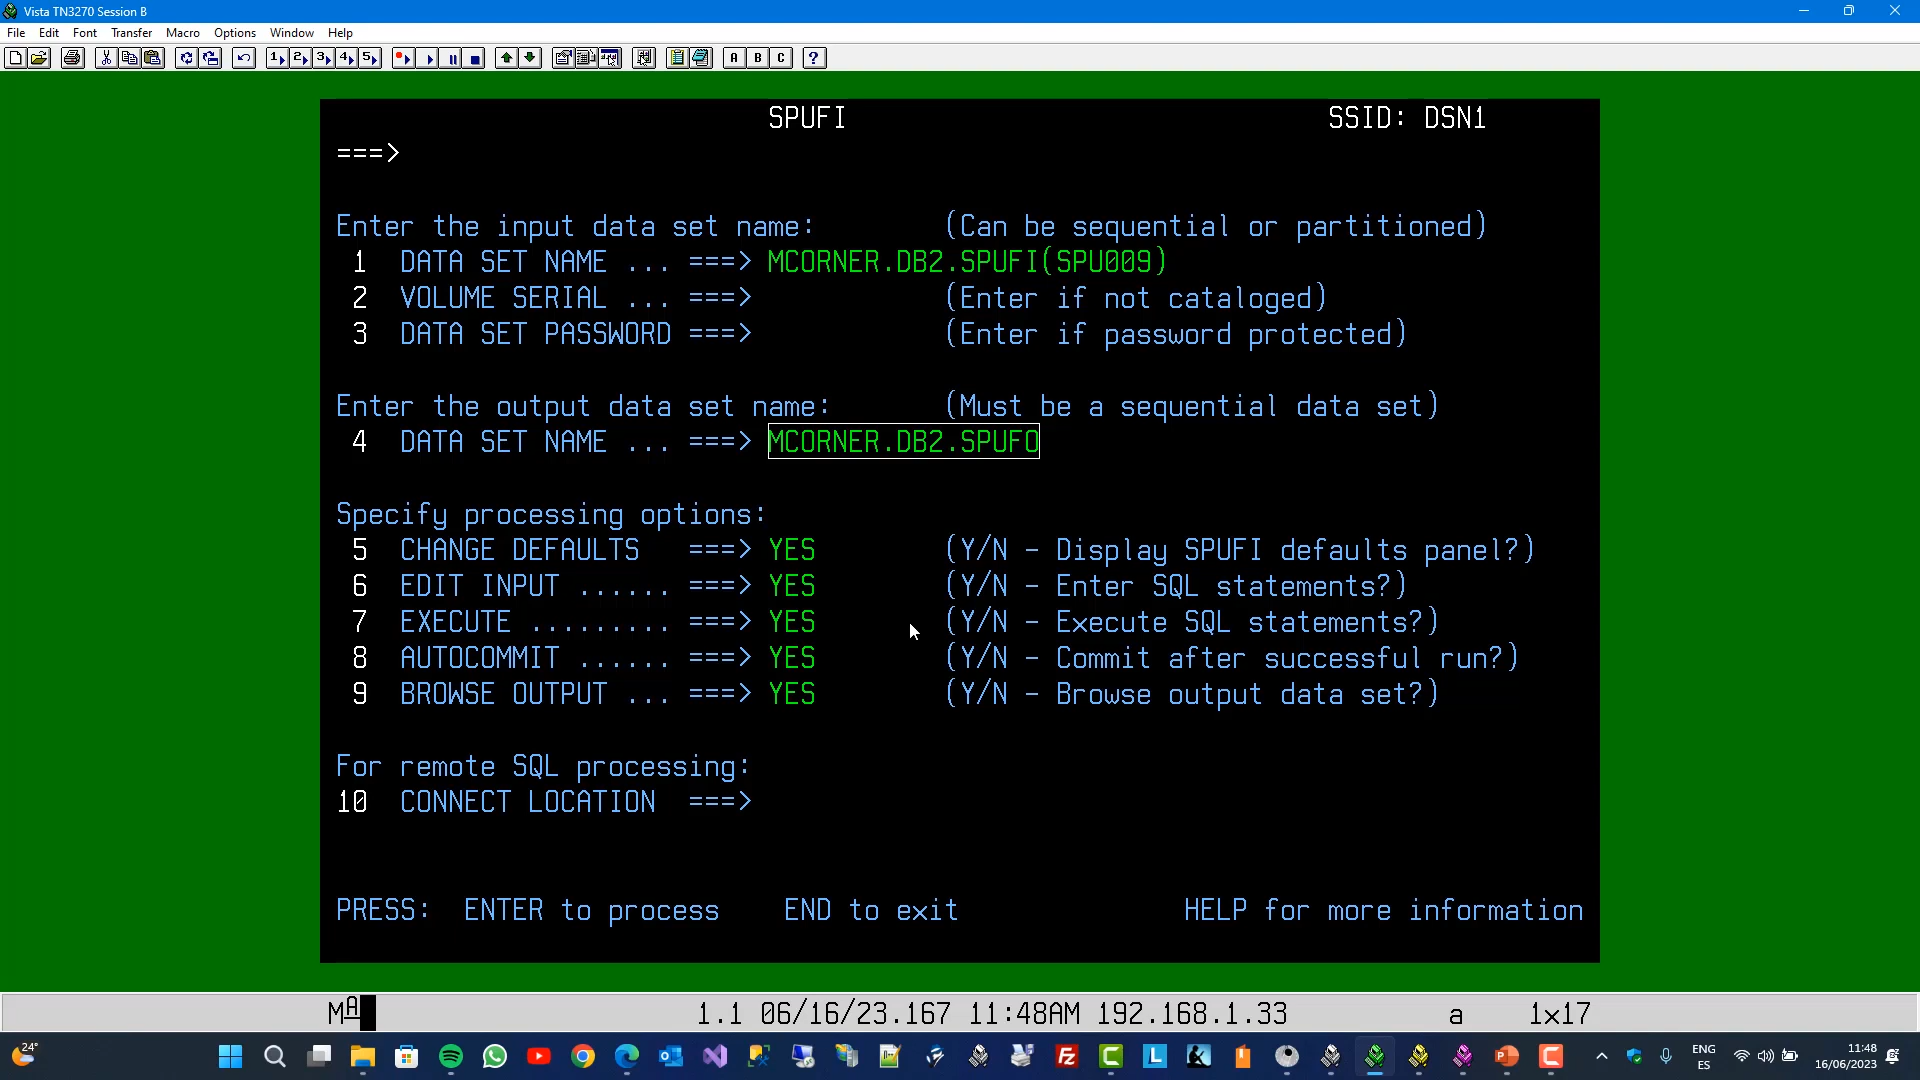 Vista TN3270 Session B
File Edit Font Transfer Macro Options Window Help
1 2 3 4 5 A B C ?
SPUFI SSID: DSN1
===>
Enter the input data set name: (Can be sequential or partitioned)
1 DATA SET NAME ... ===> MCORNER.DB2.SPUFI(SPU009)
2 VOLUME SERIAL ... ===> (Enter if not cataloged)
3 DATA SET PASSWORD ===> (Enter if password protected)
Enter the output data set name: (Must be a sequential data set)
4 DATA SET NAME ... ===> MCORNER.DB2.SPUFO
Specify processing options:
5 CHANGE DEFAULTS ===> YES (Y/N - Display SPUFI defaults panel?)
6 EDIT INPUT ...... ===> YES (Y/N - Enter SQL statements?)
7 EXECUTE ......... ===> YES (Y/N - Execute SQL statements?)
8 AUTOCOMMIT ...... ===> YES (Y/N - Commit after successful run?)
9 BROWSE OUTPUT ... ===> YES (Y/N - Browse output data set?)
For remote SQL processing:
10 CONNECT LOCATION ===>
PRESS: ENTER to process END to exit HELP for more information
MA 1.1 06/16/23.167 11:48AM 192.168.1.33 a 1x17
24° ENG 11:48
ES 16/06/2023